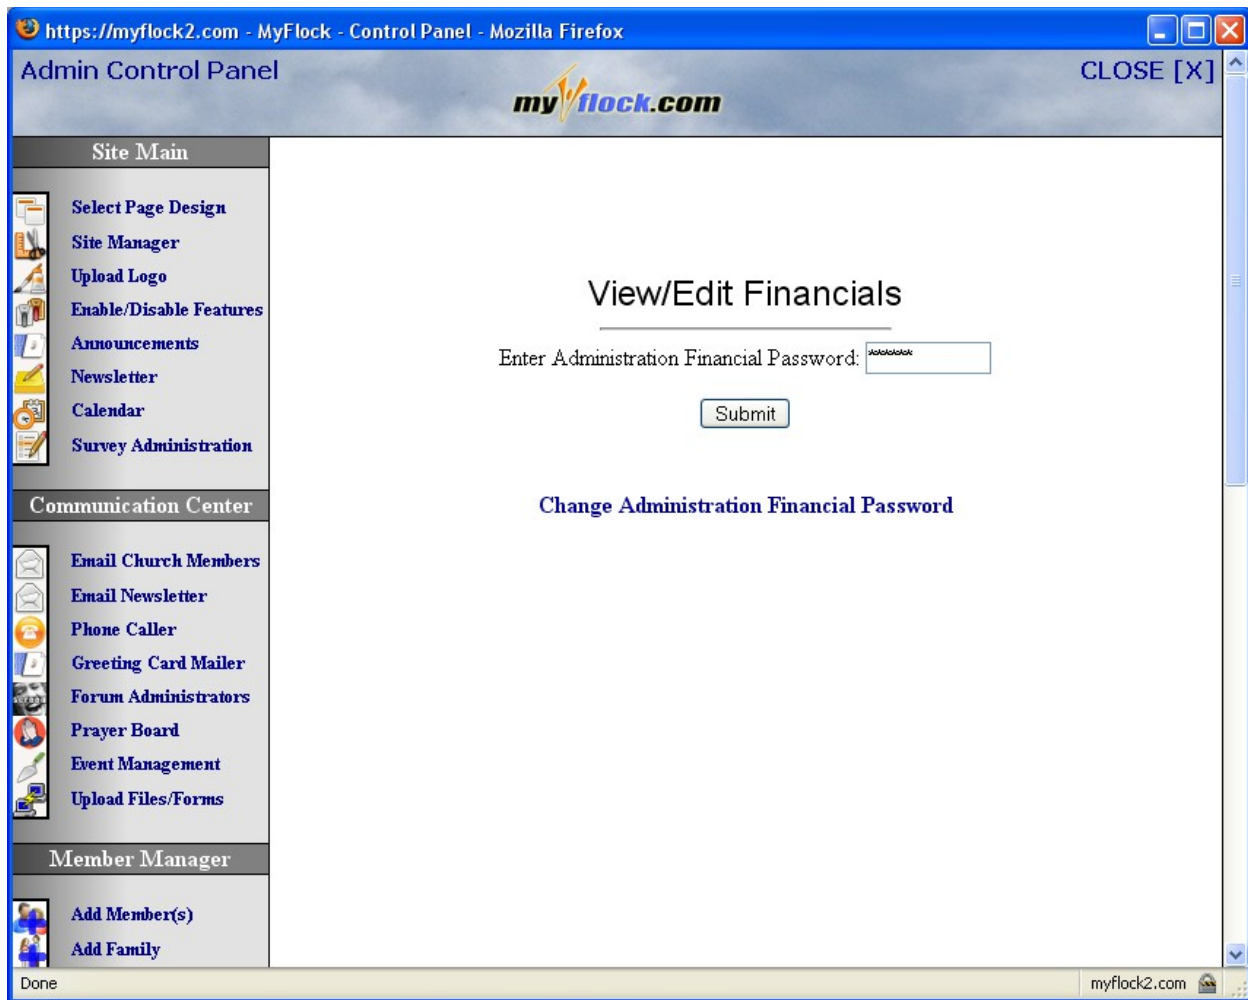 https://myflock2.com - MyFlock - Control Panel - Mozilla Firefox
Admin Control Panel
myflock.com
CLOSE [X]
Site Main
Select Page Design
Site Manager
Upload Logo
Enable/Disable Features
Announcements
Newsletter
Calendar
Survey Administration
Communication Center
Email Church Members
Email Newsletter
Phone Caller
Greeting Card Mailer
Forum Administrators
Prayer Board
Event Management
Upload Files/Forms
Member Manager
Add Member(s)
Add Family
View/Edit Financials
Enter Administration Financial Password: *******
Submit
Change Administration Financial Password
Done
myflock2.com